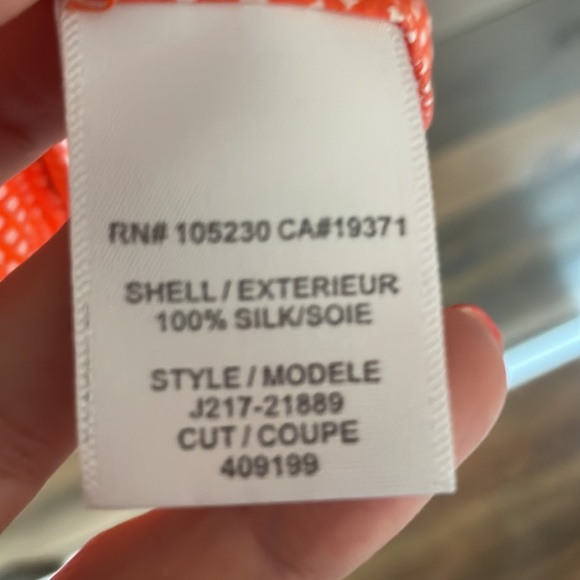 RN# 105230 CA#19371
SHELL / EXTERIEUR
100% SILK/SOIE
STYLE / MODELE
J217-21889
CUT / COUPE
409199